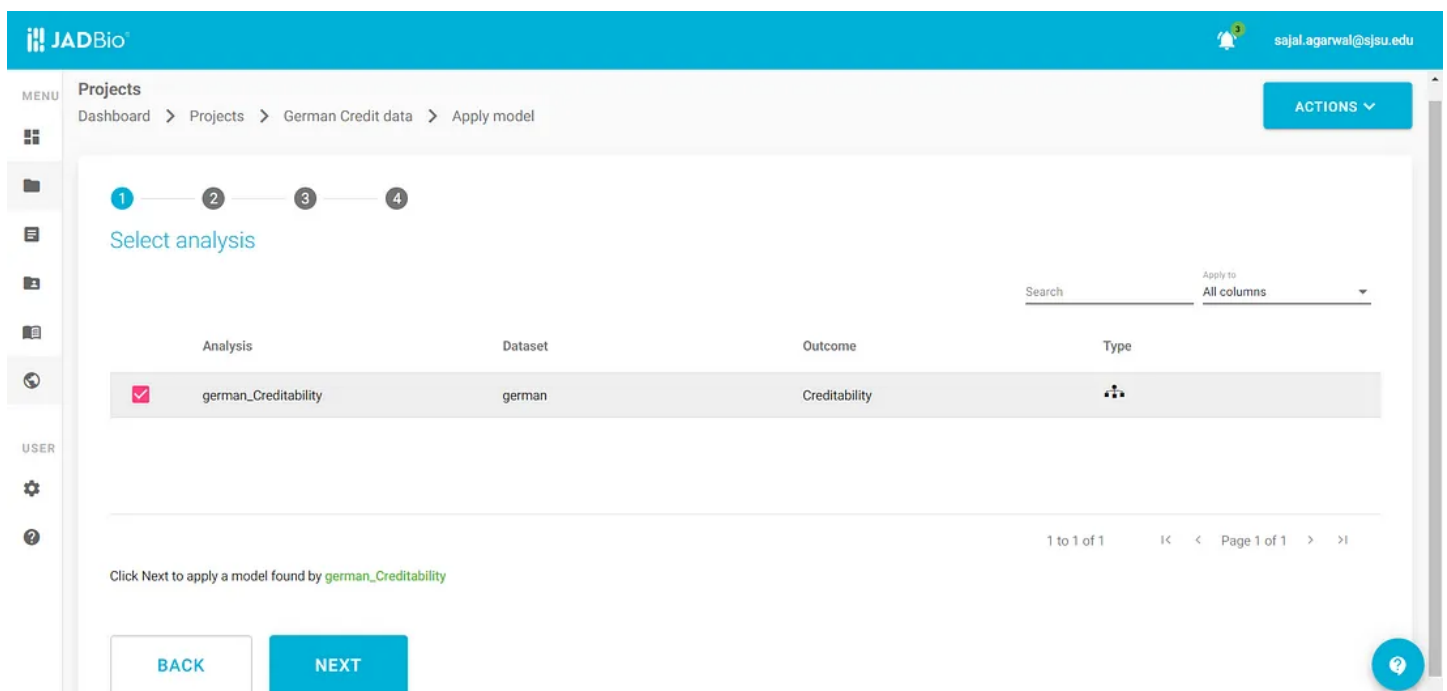 JADBio®
3
sajal.agarwal@sjsu.edu
MENU
Projects
Dashboard > Projects > German Credit data > Apply model
ACTIONS
1 2 3 4
Select analysis
Search
Apply to
All columns
Analysis Dataset Outcome Type
german_Creditability german Creditability
USER
1 to 1 of 1 Page 1 of 1
Click Next to apply a model found by german_Creditability
BACK NEXT